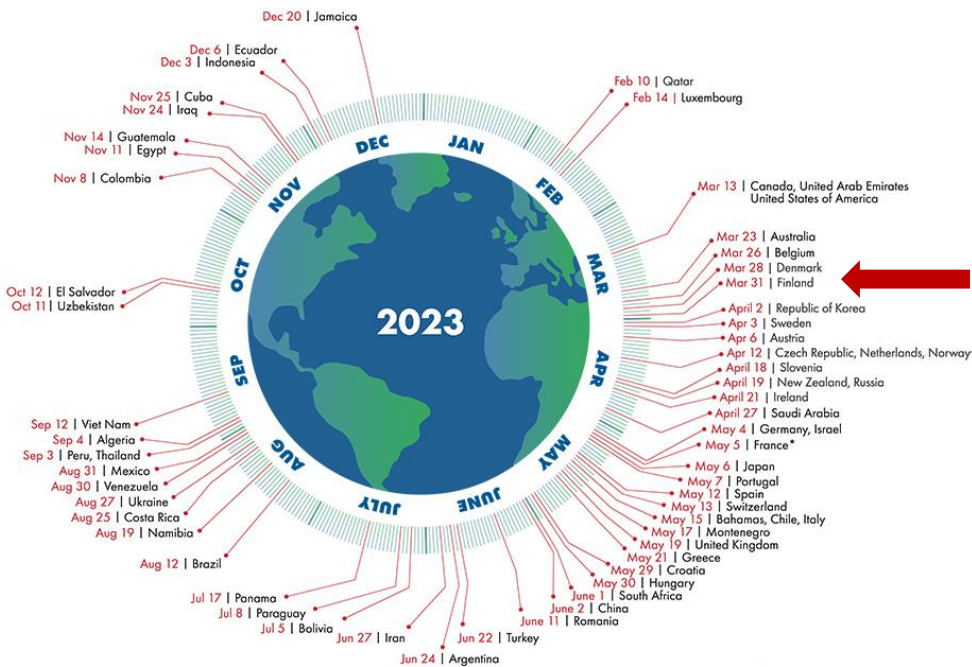 Dec 20 | Jamaica
Dec 6 | Ecuador
Dec 3 | Indonesia
Nov 25 | Cuba
Nov 24 | Iraq
Nov 14 | Guatemala
Nov 11 | Egypt
Nov 8 | Colombia
Oct 12 | El Salvador
Oct 11 | Uzbekistan
Sep 12 | Viet Nam
Sep 4 | Algeria
Sep 3 | Peru, Thailand
Aug 31 | Mexico
Aug 30 | Venezuela
Aug 27 | Ukraine
Aug 25 | Costa Rica
Aug 19 | Namibia
Aug 12 | Brazil
Jul 17 | Panama
Jul 8 | Paraguay
Jul 5 | Bolivia
Jun 27 | Iran
Jun 24 | Argentina
Jun 22 | Turkey
Feb 10 | Qatar
Feb 14 | Luxembourg
Mar 13 | Canada, United Arab Emirates
United States of America
Mar 23 | Australia
Mar 26 | Belgium
Mar 28 | Denmark
Mar 31 | Finland
April 2 | Republic of Korea
Apr 3 | Sweden
Apr 6 | Austria
Apr 12 | Czech Republic, Netherlands, Norway
April 18 | Slovenia
April 19 | New Zealand, Russia
April 21 | Ireland
April 27 | Saudi Arabia
May 4 | Germany, Israel
May 5 | France*
May 6 | Japan
May 7 | Portugal
May 12 | Spain
May 13 | Switzerland
May 15 | Bahamas, Chile, Italy
May 17 | Montenegro
May 19 | United Kingdom
May 21 | Greece
May 29 | Croatia
May 30 | Hungary
June 1 | South Africa
June 2 | China
June 11 | Romania
JAN
FEB
MAR
APR
MAY
JUNE
JULY
AUG
SEP
OCT
NOV
DEC
2023